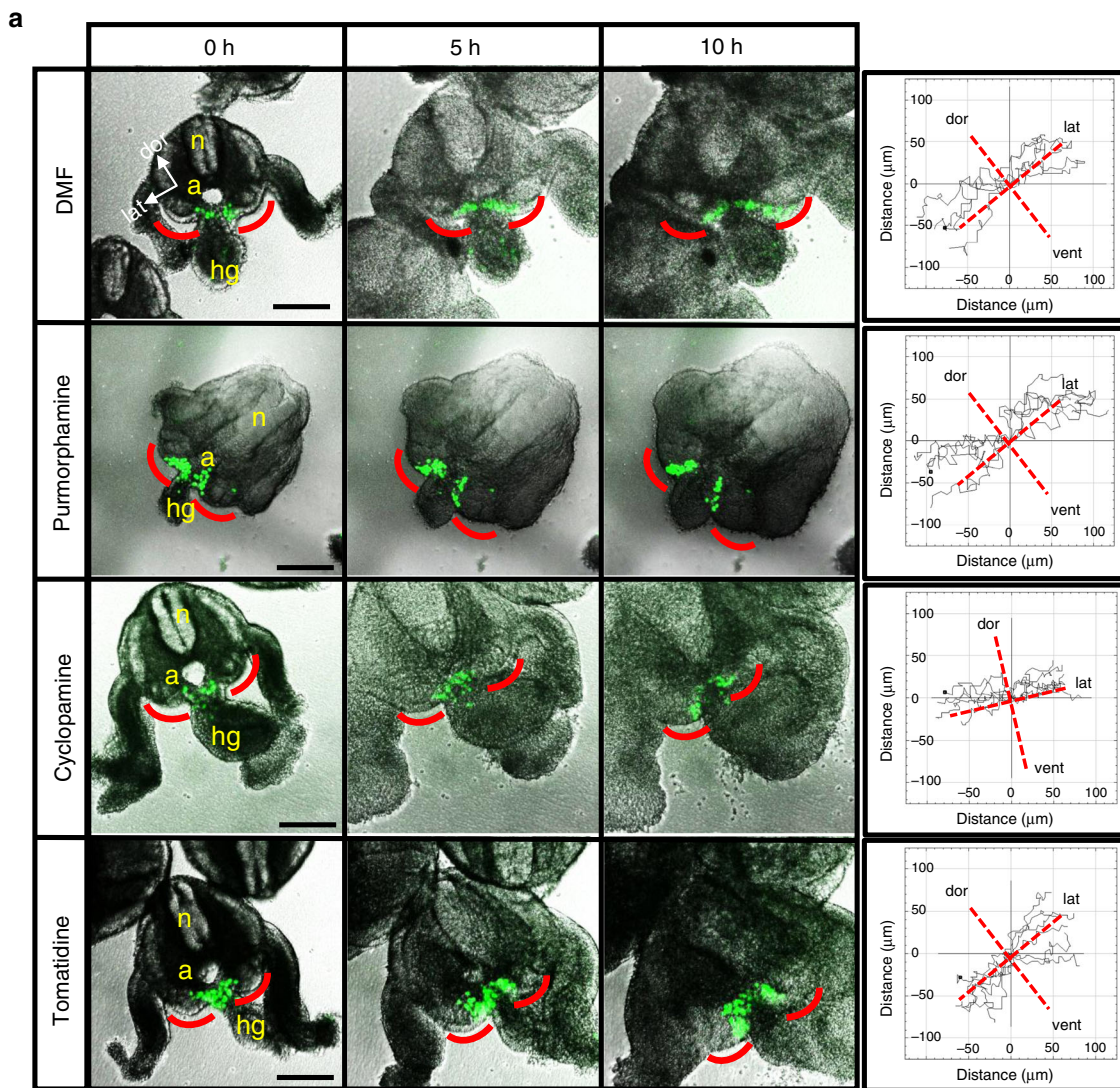 a
0 h
5 h
10 h
DMF
n
dor
a
lat
hg
100
50
0
−50
−100
−50
0
50
100
dor
lat
vent
Distance (μm)
Distance (μm)
Purmorphamine
n
a
hg
100
50
0
−50
−100
−50
0
50
100
dor
lat
vent
Distance (μm)
Distance (μm)
Cyclopamine
n
a
hg
100
50
0
−50
−100
−50
0
50
100
dor
lat
vent
Distance (μm)
Distance (μm)
Tomatidine
n
a
hg
100
50
0
−50
−100
−50
0
50
100
dor
lat
vent
Distance (μm)
Distance (μm)